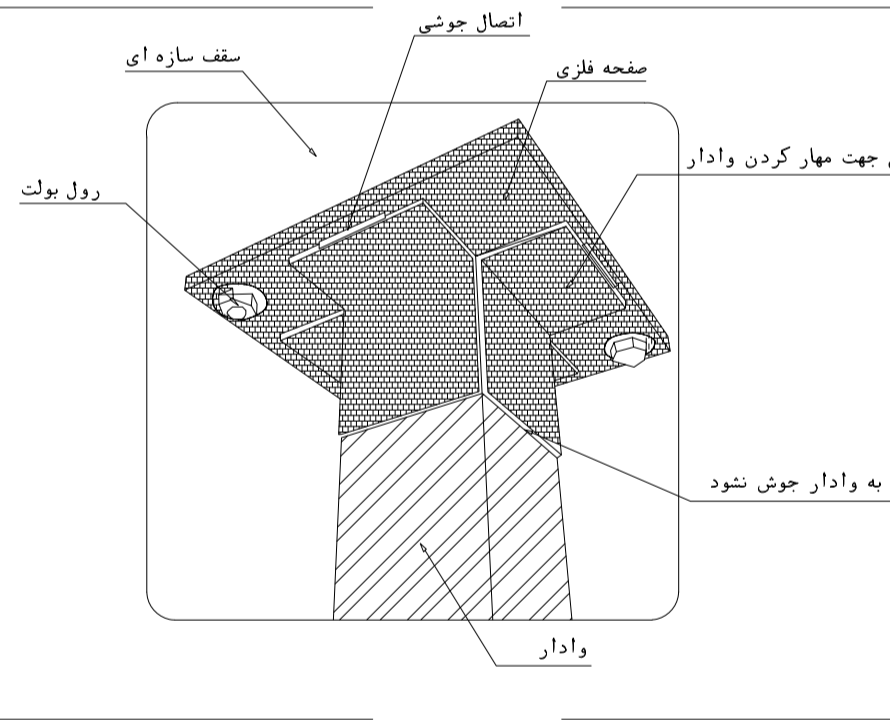 اتصال جوشی
سقف سازه ای
صفحه فلزی
جهت مهار کردن وادار
رول بولت
به وادار جوش نشود
وادار